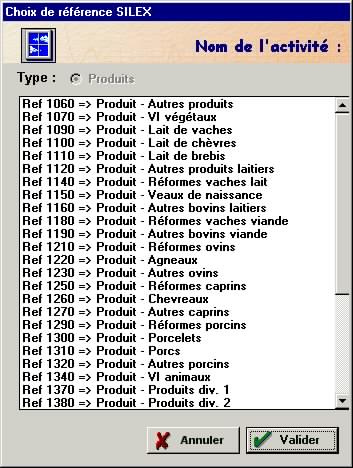 Choix de référence SILEX
Nom de l'activité :
Type : Produits
Ref 1060 => Produit - Autres produits
Ref 1070 => Produit - VI végétaux
Ref 1090 => Produit - Lait de vaches
Ref 1100 => Produit - Lait de chèvres
Ref 1110 => Produit - Lait de brebis
Ref 1120 => Produit - Autres produits laitiers
Ref 1140 => Produit - Réformes vaches lait
Ref 1150 => Produit - Veaux de naissance
Ref 1160 => Produit - Autres bovins laitiers
Ref 1180 => Produit - Réformes vaches viande
Ref 1190 => Produit - Autres bovins viande
Ref 1210 => Produit - Réformes ovins
Ref 1220 => Produit - Agneaux
Ref 1230 => Produit - Autres ovins
Ref 1250 => Produit - Réformes caprins
Ref 1260 => Produit - Chevreaux
Ref 1270 => Produit - Autres caprins
Ref 1290 => Produit - Réformes porcins
Ref 1300 => Produit - Porcelets
Ref 1310 => Produit - Porcs
Ref 1320 => Produit - Autres porcins
Ref 1340 => Produit - VI animaux
Ref 1370 => Produit - Produits div. 1
Ref 1380 => Produit - Produits div. 2
Annuler Valider